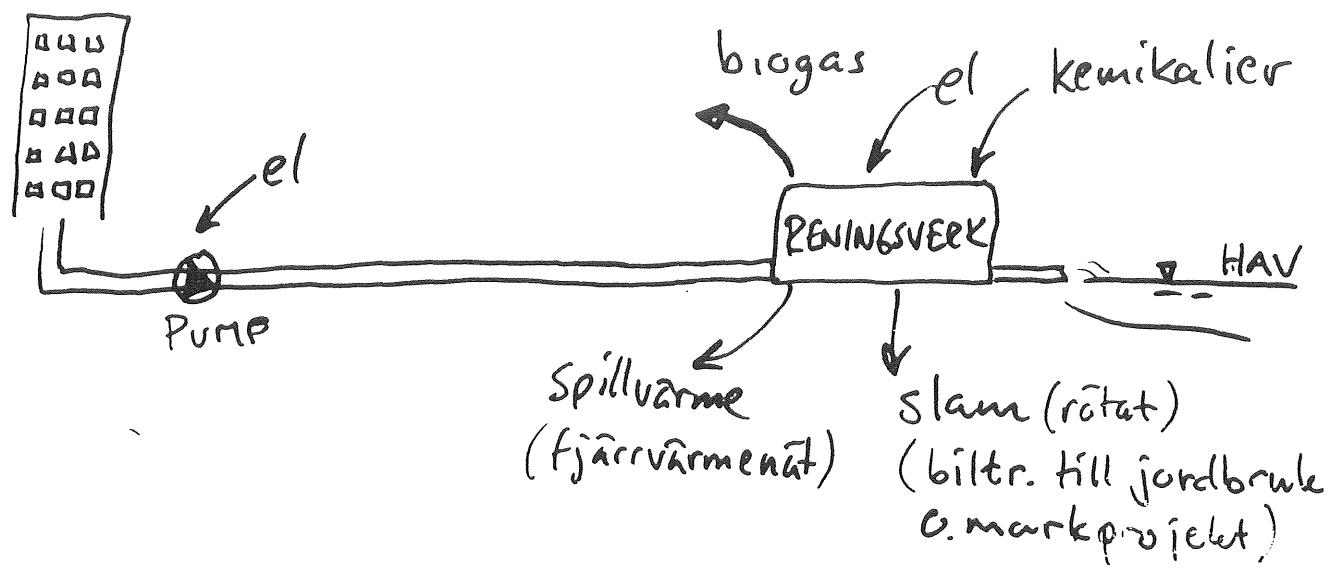 biogas
el
kemikalier
el
RENINGSVERK
HAV
PUMP
spillvärme
(fjärrvärmenät)
slam (rötat)
(biltr. till jordbruk
o. markprojekt)